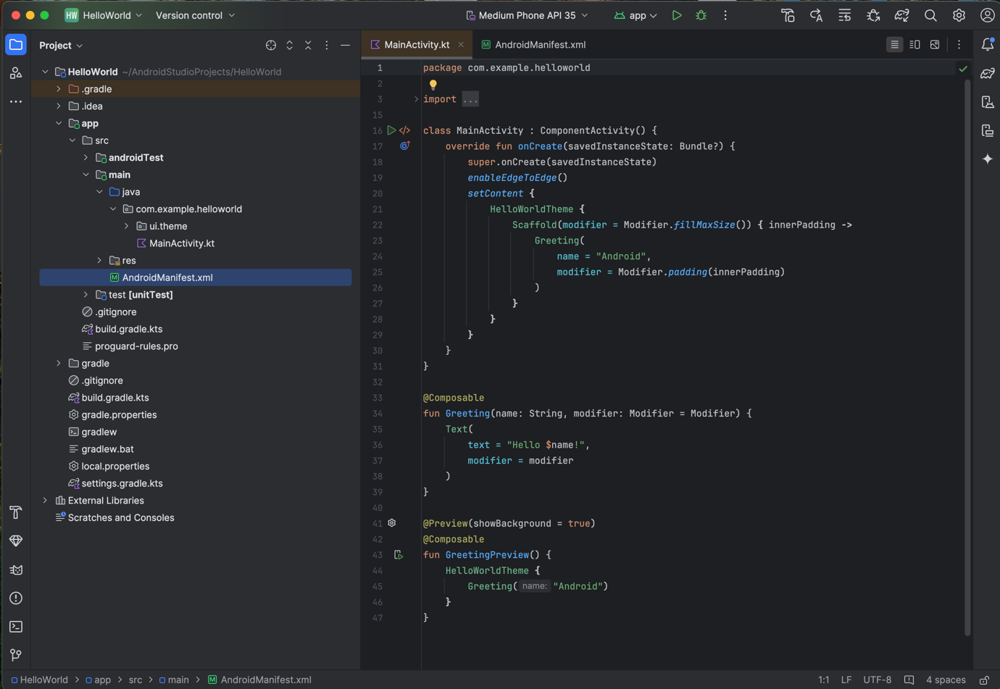 HW HelloWorld Version control Medium Phone API 35 app
Project
MainActivity.kt AndroidManifest.xml
HelloWorld ~/AndroidStudioProjects/HelloWorld
.gradle
.idea
app
src
androidTest
main
java
com.example.helloworld
ui.theme
MainActivity.kt
res
AndroidManifest.xml
test [unitTest]
.gitignore
build.gradle.kts
proguard-rules.pro
gradle
.gitignore
build.gradle.kts
gradle.properties
gradlew
gradlew.bat
local.properties
settings.gradle.kts
External Libraries
Scratches and Consoles
1 package com.example.helloworld
2
3 import ...
15
16 class MainActivity : ComponentActivity() {
17 override fun onCreate(savedInstanceState: Bundle?) {
18 super.onCreate(savedInstanceState)
19 enableEdgeToEdge()
20 setContent {
21 HelloWorldTheme {
22 Scaffold(modifier = Modifier.fillMaxSize()) { innerPadding ->
23 Greeting(
24 name = "Android",
25 modifier = Modifier.padding(innerPadding)
26 )
27 }
28 }
29 }
30 }
31 }
32
33 @Composable
34 fun Greeting(name: String, modifier: Modifier = Modifier) {
35 Text(
36 text = "Hello $name!",
37 modifier = modifier
38 )
39 }
40
41 @Preview(showBackground = true)
42 @Composable
43 fun GreetingPreview() {
44 HelloWorldTheme {
45 Greeting( name: "Android")
46 }
47 }
HelloWorld > app > src > main > AndroidManifest.xml 1:1 LF UTF-8 4 spaces